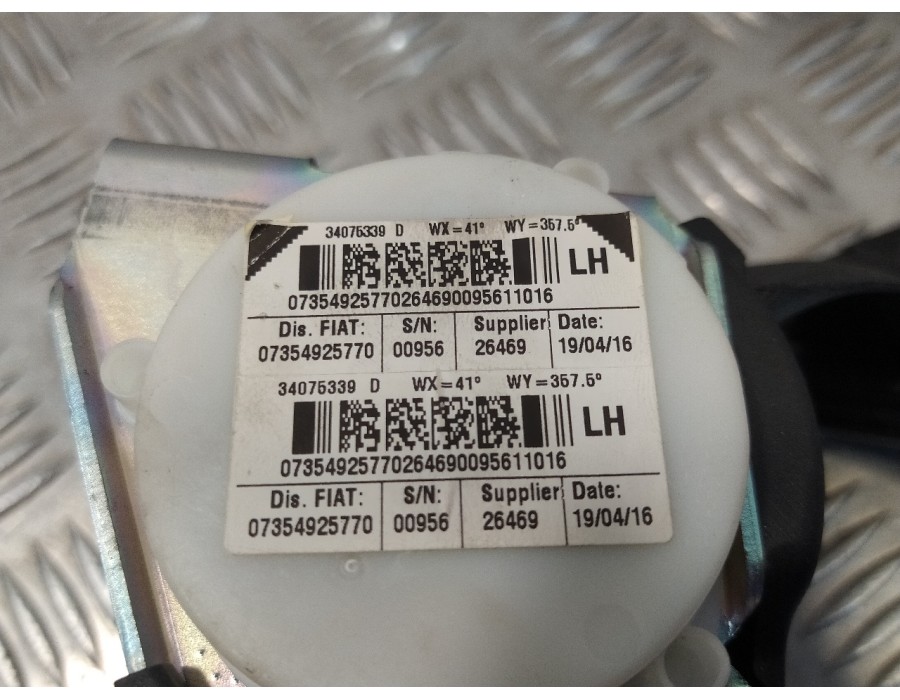 34075339 D WX=41° WY=357.5°
LH
07354925770264690095611016
Dis. FIAT: S/N: Supplier Date:
07354925770 00956 26469 19/04/16
34075339 D WX=41° WY=357.5°
LH
07354925770264690095611016
Dis. FIAT: S/N: Supplier Date:
07354925770 00956 26469 19/04/16